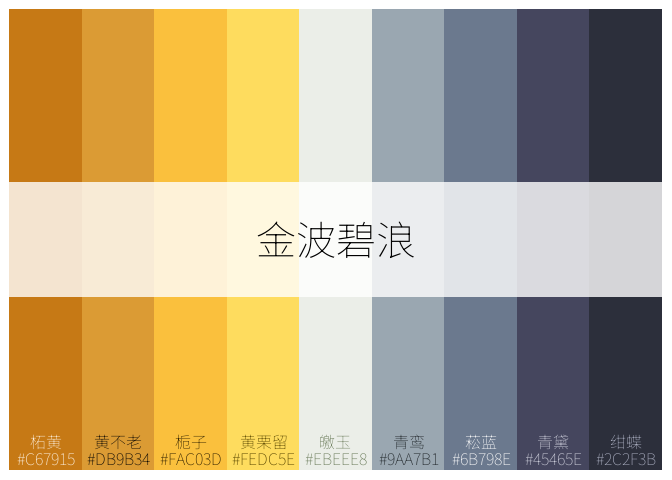 金波碧浪
柘黄 黄不老 栀子 黄栗留 皦玉 青鸾 菘蓝 青黛 绀蝶
#C67915 #DB9B34 #FAC03D #FEDC5E #EBEEE8 #9AA7B1 #6B798E #45465E #2C2F3B